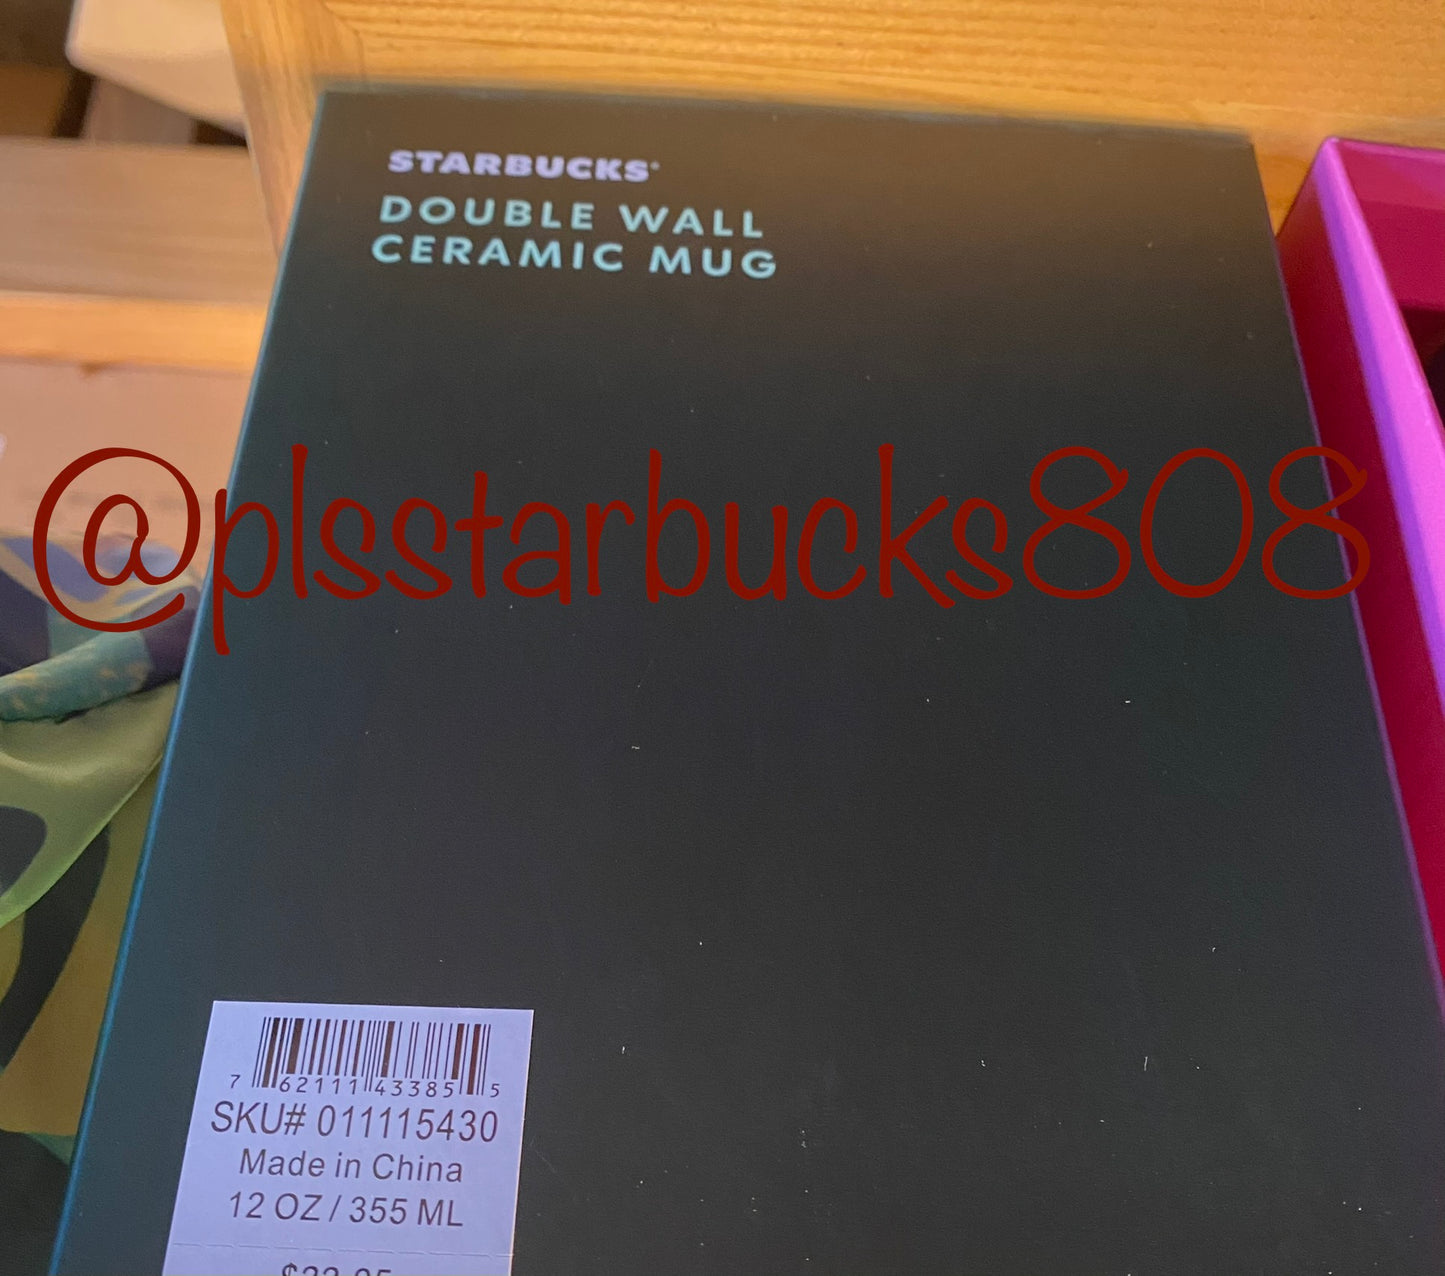 STARBUCKS
DOUBLE WALL
CERAMIC MUG
@plsstarbucks808
7 62111 43385 5
SKU# 011115430
Made in China
12 OZ / 355 ML